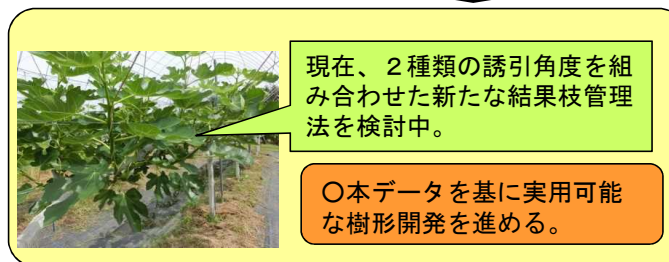 現在、２種類の誘引角度を組
み合わせた新たな結果枝管理
法を検討中。
〇本データを基に実用可能
な樹形開発を進める。